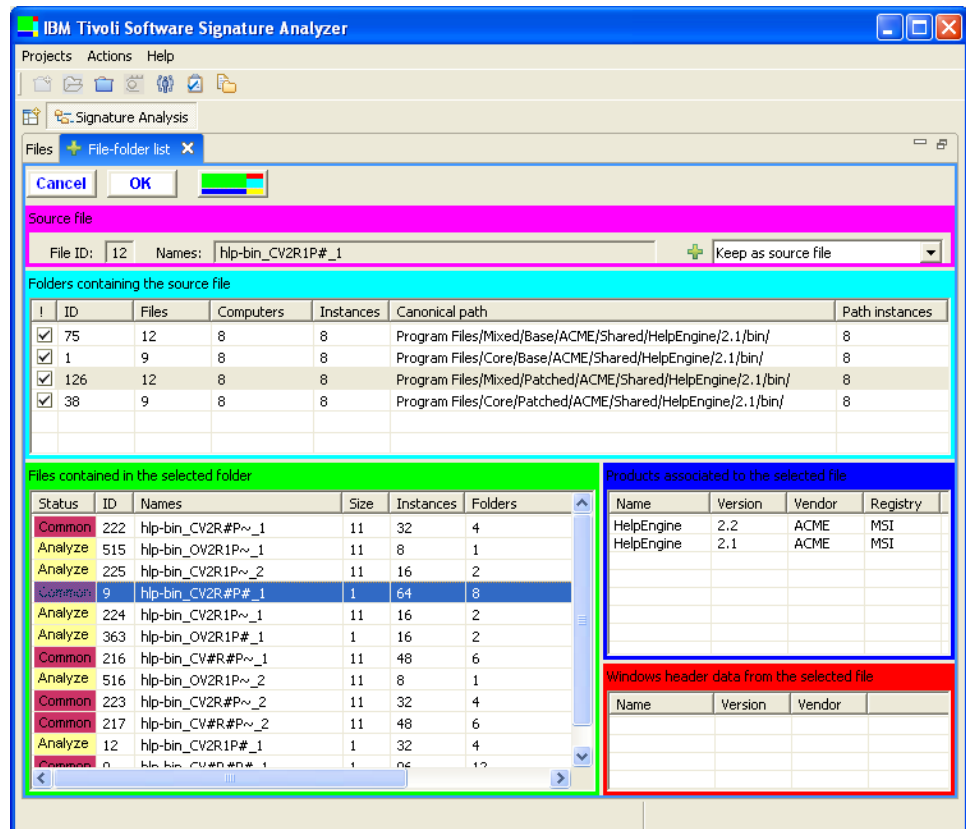 IBM Tivoli Software Signature Analyzer
Projects Actions Help
Signature Analysis
Files File-folder list
Cancel OK
Source file
File ID: 12 Names: hlp-bin_CV2R1P#_1 Keep as source file
Folders containing the source file
! ID Files Computers Instances Canonical path Path instances
75 12 8 8 Program Files/Mixed/Base/ACME/Shared/HelpEngine/2.1/bin/ 8
1 9 8 8 Program Files/Core/Base/ACME/Shared/HelpEngine/2.1/bin/ 8
126 12 8 8 Program Files/Mixed/Patched/ACME/Shared/HelpEngine/2.1/bin/ 8
38 9 8 8 Program Files/Core/Patched/ACME/Shared/HelpEngine/2.1/bin/ 8
Files contained in the selected folder
Status ID Names Size Instances Folders
Common 222 hlp-bin_CV2R#P~_1 11 32 4
Analyze 515 hlp-bin_OV2R1P~_1 11 8 1
Analyze 225 hlp-bin_CV2R1P~_2 11 16 2
Common 9 hlp-bin_CV2R#P#_1 1 64 8
Analyze 224 hlp-bin_CV2R1P~_1 11 16 2
Analyze 363 hlp-bin_OV2R1P#_1 1 16 2
Common 216 hlp-bin_CV#R#P~_1 11 48 6
Analyze 516 hlp-bin_OV2R1P~_2 11 8 1
Common 223 hlp-bin_CV2R#P~_2 11 32 4
Common 217 hlp-bin_CV#R#P~_2 11 48 6
Analyze 12 hlp-bin_CV2R1P#_1 1 32 4
Products associated to the selected file
Name Version Vendor Registry
HelpEngine 2.2 ACME MSI
HelpEngine 2.1 ACME MSI
Windows header data from the selected file
Name Version Vendor